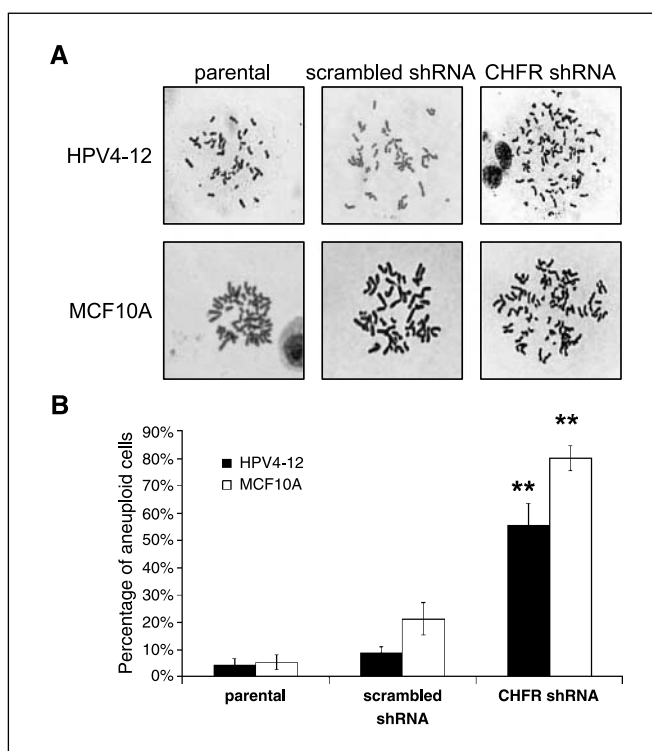 A
parental scrambled shRNA CHFR shRNA
HPV4-12
MCF10A
B
Percentage of aneuploid cells
90%
80%
70%
60%
50%
40%
30%
20%
10%
0%
HPV4-12
MCF10A
**
**
parental scrambled shRNA CHFR shRNA